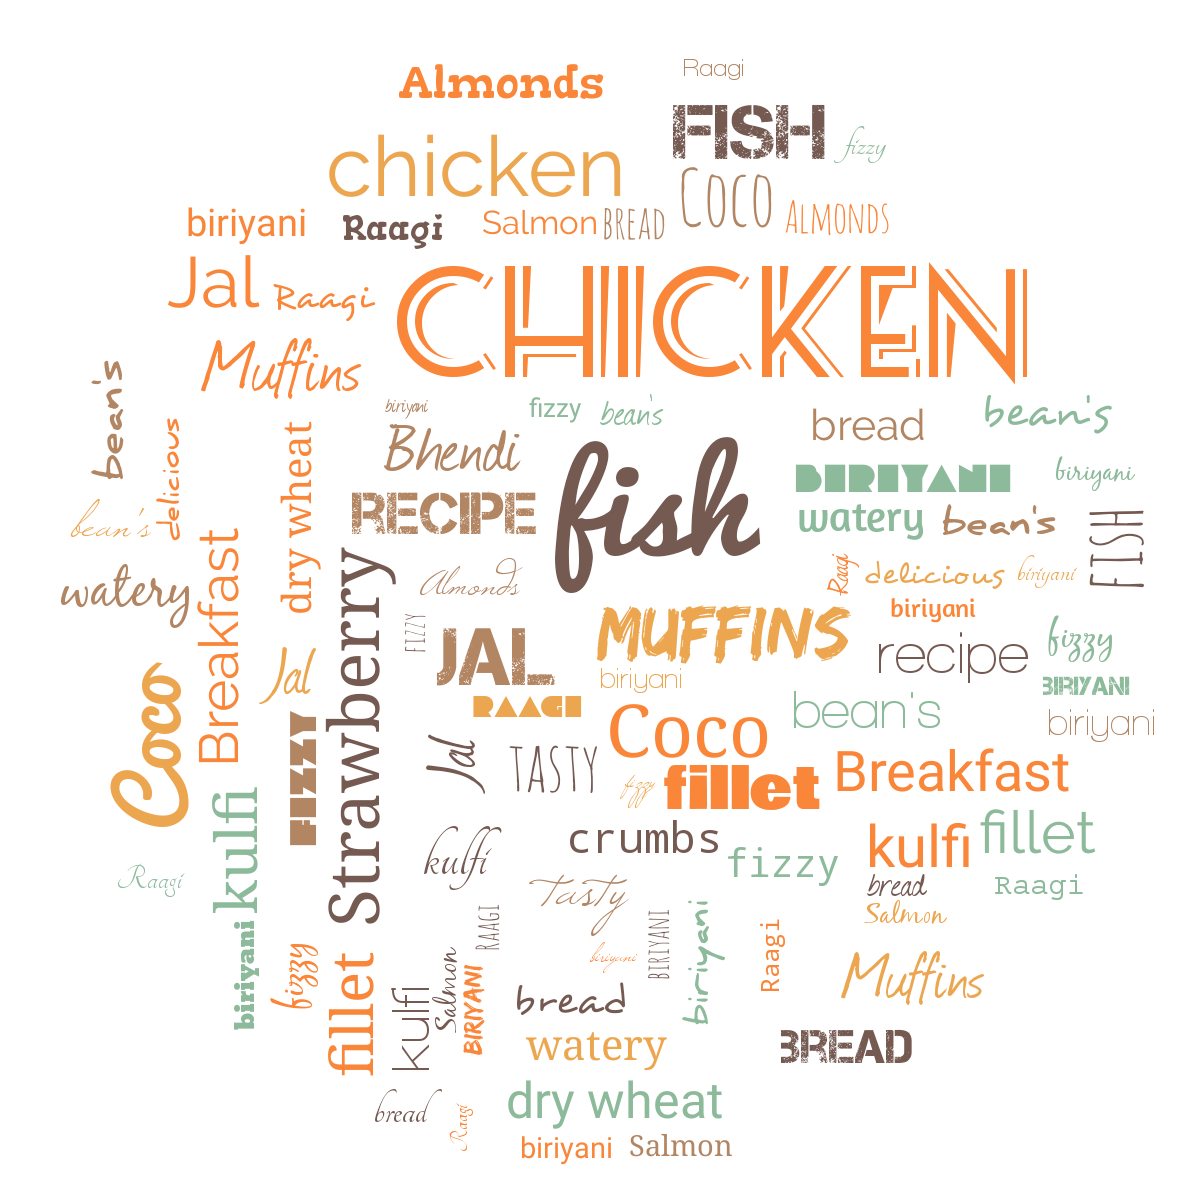 Raagi
Almonds
FISH
fizzy
chicken
Coco
Almonds
biriyani
Raagi
Salmon
BREAD
Jal
Raagi
CHICKEN
Muffins
bean's
biriyani
fizzy
bean's
bread
bean's
delicious
dry wheat
Bhendi
fish
BIRIYANI
biriyani
bean's
RECIPE
watery
bean's
FISH
watery
Breakfast
Strawberry
Almonds
Raagi
delicious
biriyani
biriyani
FIZZY
JAL
MUFFINS
recipe
fizzy
Jal
biriyani
BIRIYANI
RAAGI
Coco
bean's
biriyani
Coco
FIZZY
Jal
TASTY
fizzy
fillet
Breakfast
kulfi
kulfi
crumbs
fizzy
kulfi
fillet
Raagi
Tasty
bread
Raagi
Salmon
biriyani
fizzy
fillet
RAAGI
biriyani
BIRIYANI
biriyani
Raagi
Muffins
kulfi
Salmon
BIRIYANI
bread
watery
BREAD
bread
Raagi
dry wheat
biriyani
Salmon